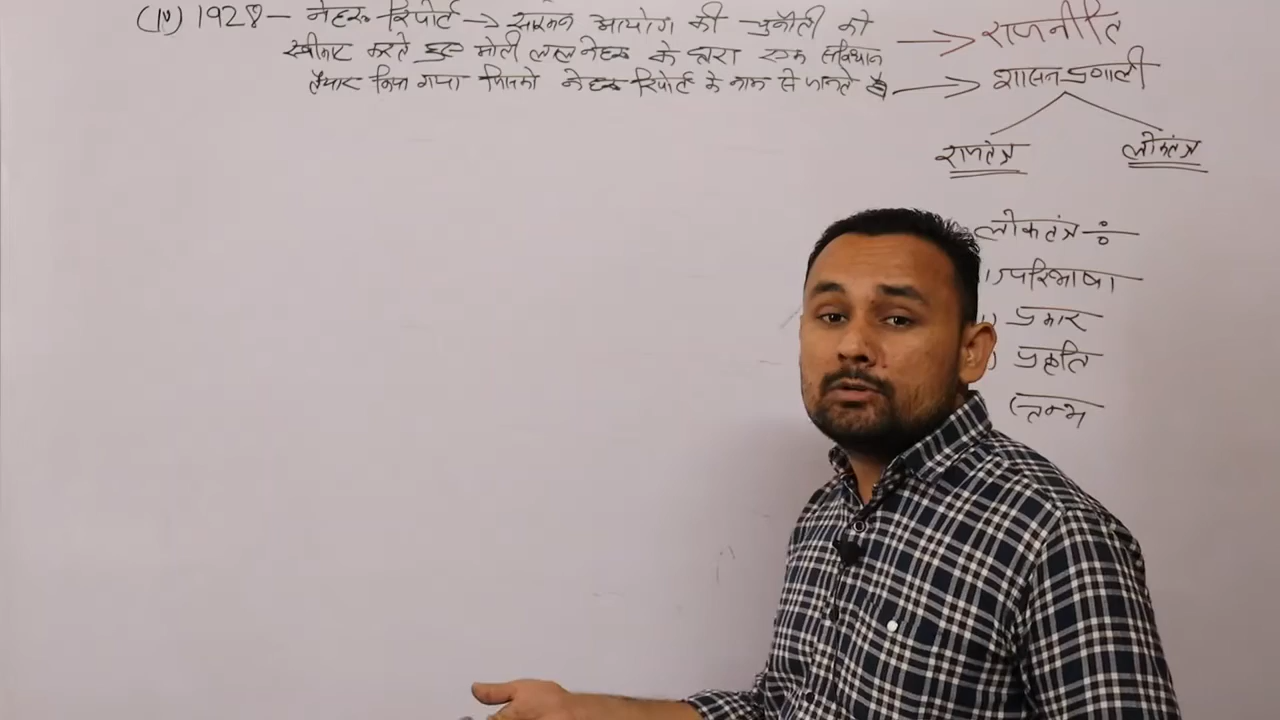 (iv) 1928 – नेहरू रिपोर्ट → साइमन आयोग की चुनौती को
स्वीकार करते हुए मोती लाल नेहरू के द्वारा एक संविधान
तैयार किया गया जिसको नेहरू रिपोर्ट के नाम से जानते है
→ राजनीति
→ शासन प्रणाली
राजतंत्र लोकतंत्र
लोकतंत्र ÷
परिभाषा
प्रकार
प्रकृति
स्तम्भ